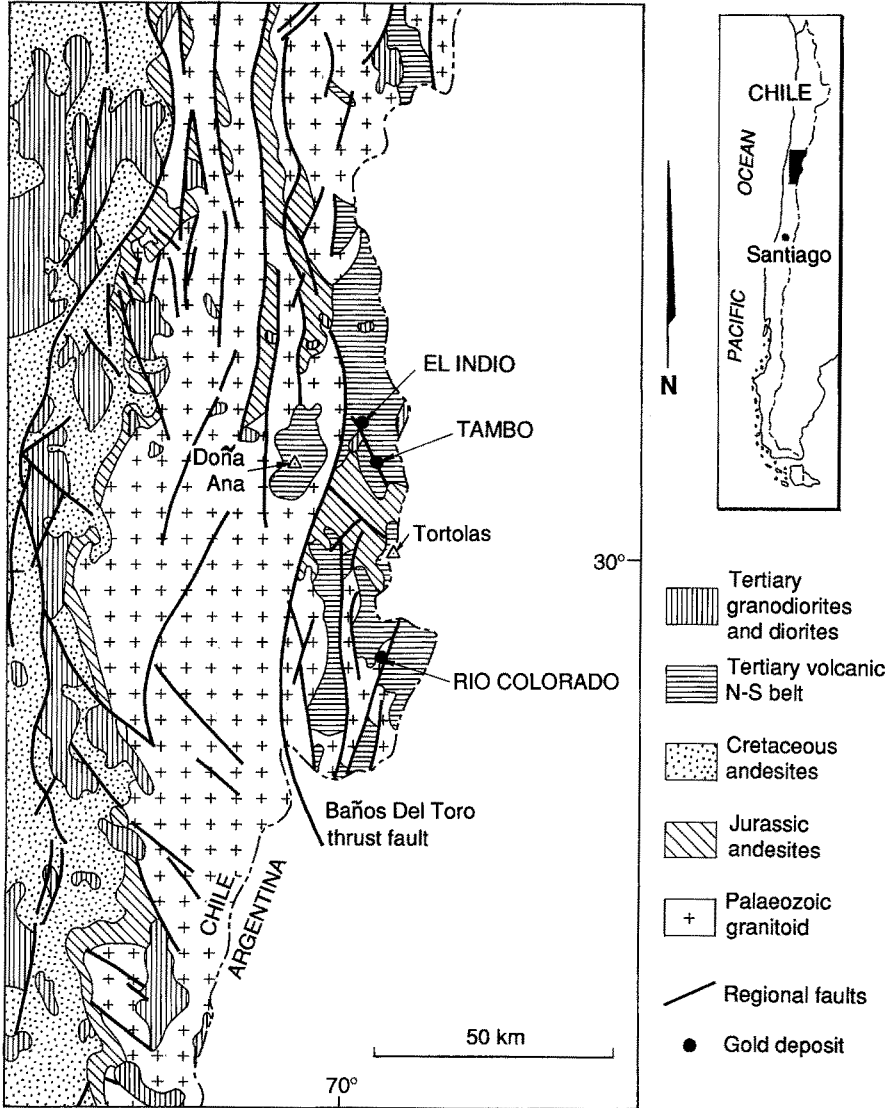 EL INDIO
TAMBO
Doña
Ana
Tortolas
30°
RIO COLORADO
Baños Del Toro
thrust fault
CHILE
ARGENTINA
50 km
70°
N
CHILE
OCEAN
Santiago
PACIFIC
Tertiary
granodiorites
and diorites
Tertiary volcanic
N-S belt
Cretaceous
andesites
Jurassic
andesites
+
Palaeozoic
granitoid
Regional faults
Gold deposit